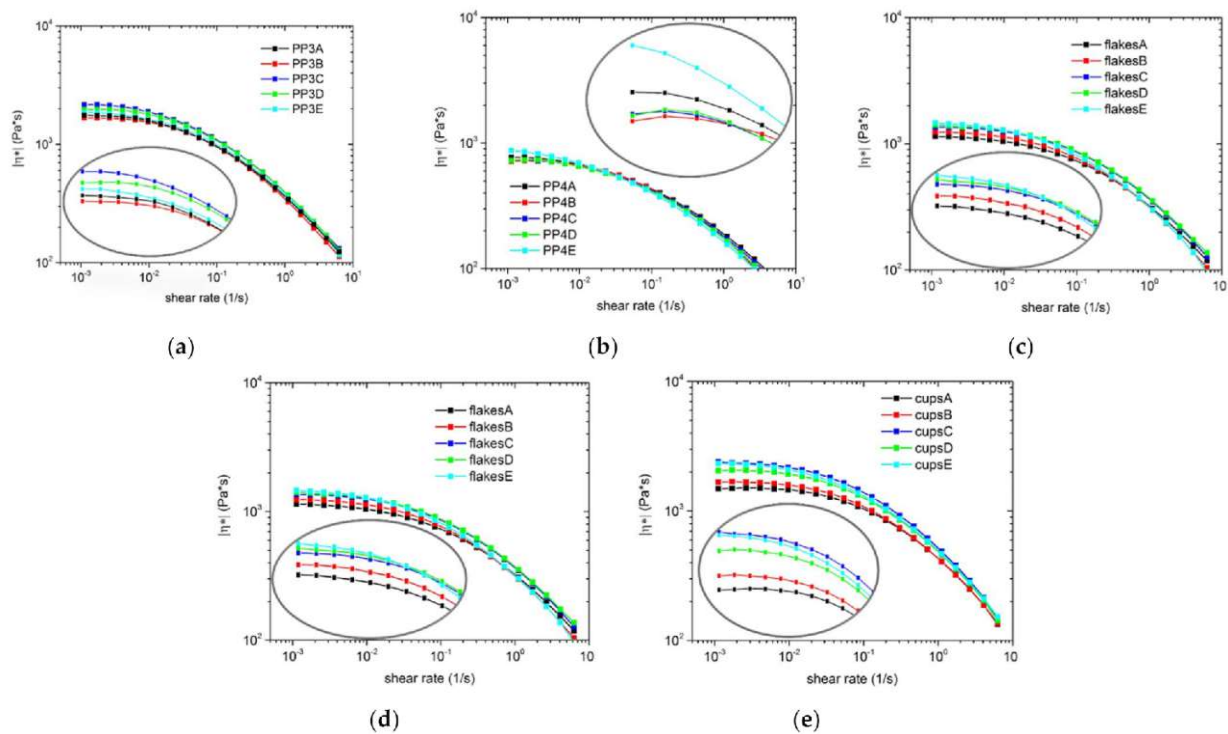 10⁴
|η*| (Pa*s)
10³
10²
PP3A
PP3B
PP3C
PP3D
PP3E
10⁻³ 10⁻² 10⁻¹ 10⁰ 10¹
shear rate (1/s)
(a)
10⁴
|η*| (Pa*s)
10³
10²
PP4A
PP4B
PP4C
PP4D
PP4E
10⁻³ 10⁻² 10⁻¹ 10⁰ 10¹
shear rate (1/s)
(b)
10⁴
|η*| (Pa*s)
10³
10²
flakesA
flakesB
flakesC
flakesD
flakesE
10⁻³ 10⁻² 10⁻¹ 10⁰ 10
shear rate (1/s)
(c)
10⁴
|η*| (Pa*s)
10³
10²
flakesA
flakesB
flakesC
flakesD
flakesE
10⁻³ 10⁻² 10⁻¹ 10⁰ 10
shear rate (1/s)
(d)
10⁴
|η*| (Pa*s)
10³
10²
cupsA
cupsB
cupsC
cupsD
cupsE
10⁻³ 10⁻² 10⁻¹ 10⁰ 10
shear rate (1/s)
(e)